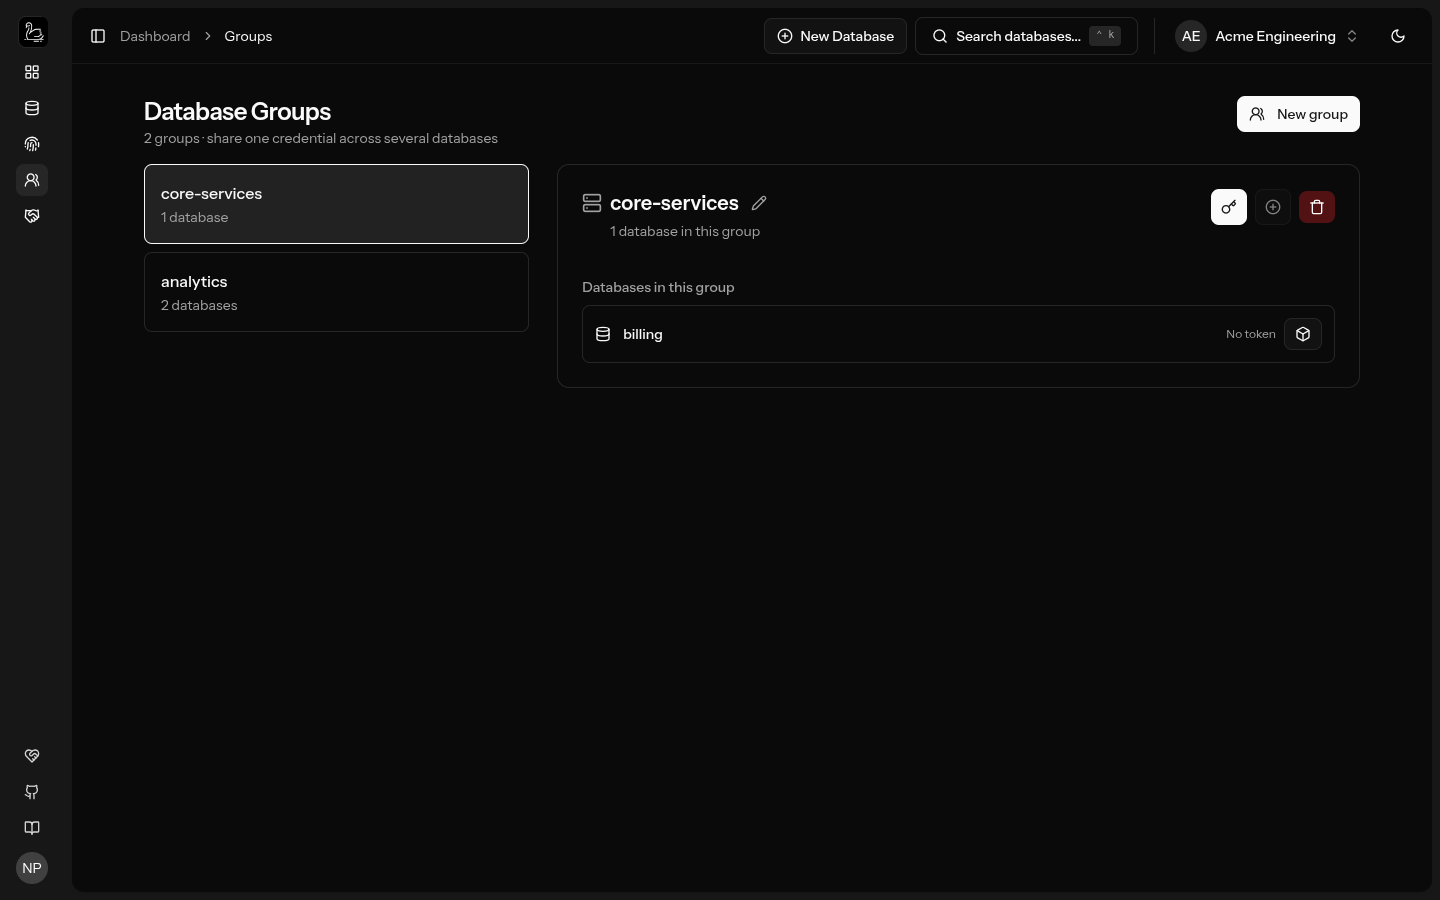 Dashboard
Groups
New Database
Search databases...
^ k
AE
Acme Engineering
Database Groups
2 groups · share one credential across several databases
New group
core-services
1 database
analytics
2 databases
core-services
1 database in this group
Databases in this group
billing
No token
NP